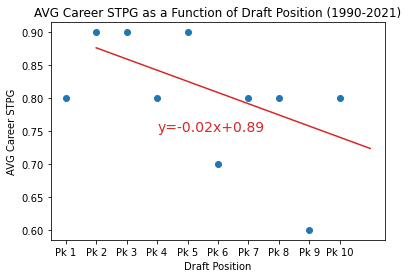 AVG Career STPG as a Function of Draft Position (1990-2021)
AVG Career STPG
0.90
0.85
0.80
0.75
0.70
0.65
0.60
y=-0.02x+0.89
Pk 1 Pk 2 Pk 3 Pk 4 Pk 5 Pk 6 Pk 7 Pk 8 Pk 9 Pk 10
Draft Position